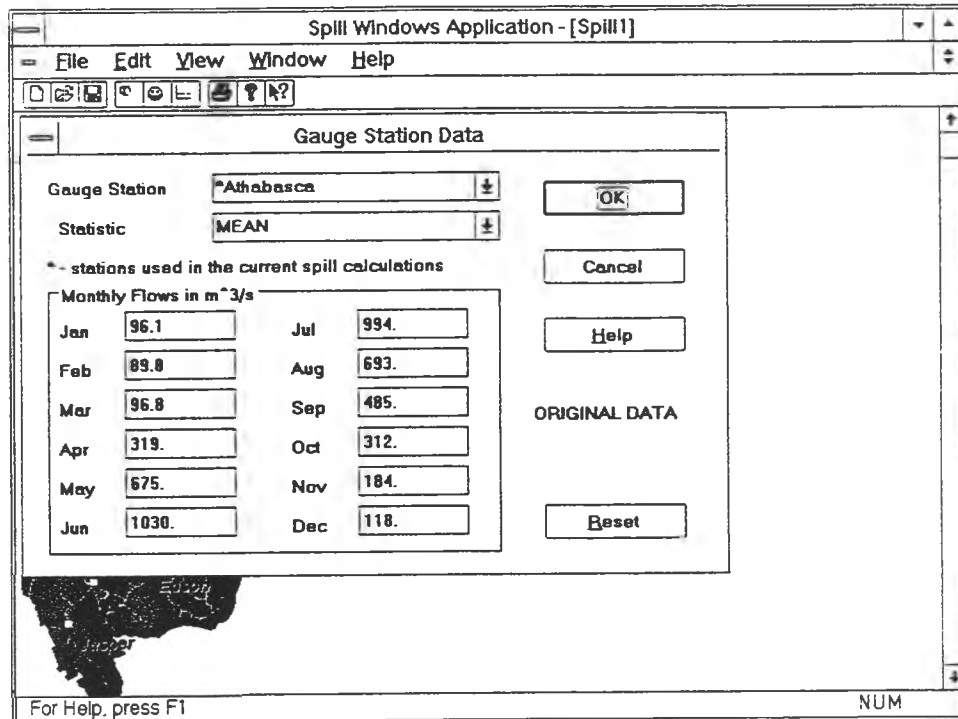 Spill Windows Application - [Spill1]
File Edit View Window Help
Gauge Station Data
Gauge Station *Athabasca
OK
Statistic MEAN
*- stations used in the current spill calculations
Cancel
Monthly Flows in m^3/s
Jan 96.1 Jul 994.
Help
Feb 89.8 Aug 693.
Mar 96.8 Sep 485.
ORIGINAL DATA
Apr 319. Oct 312.
May 675. Nov 184.
Jun 1030. Dec 118.
Reset
Edson
Jasper
For Help, press F1 NUM